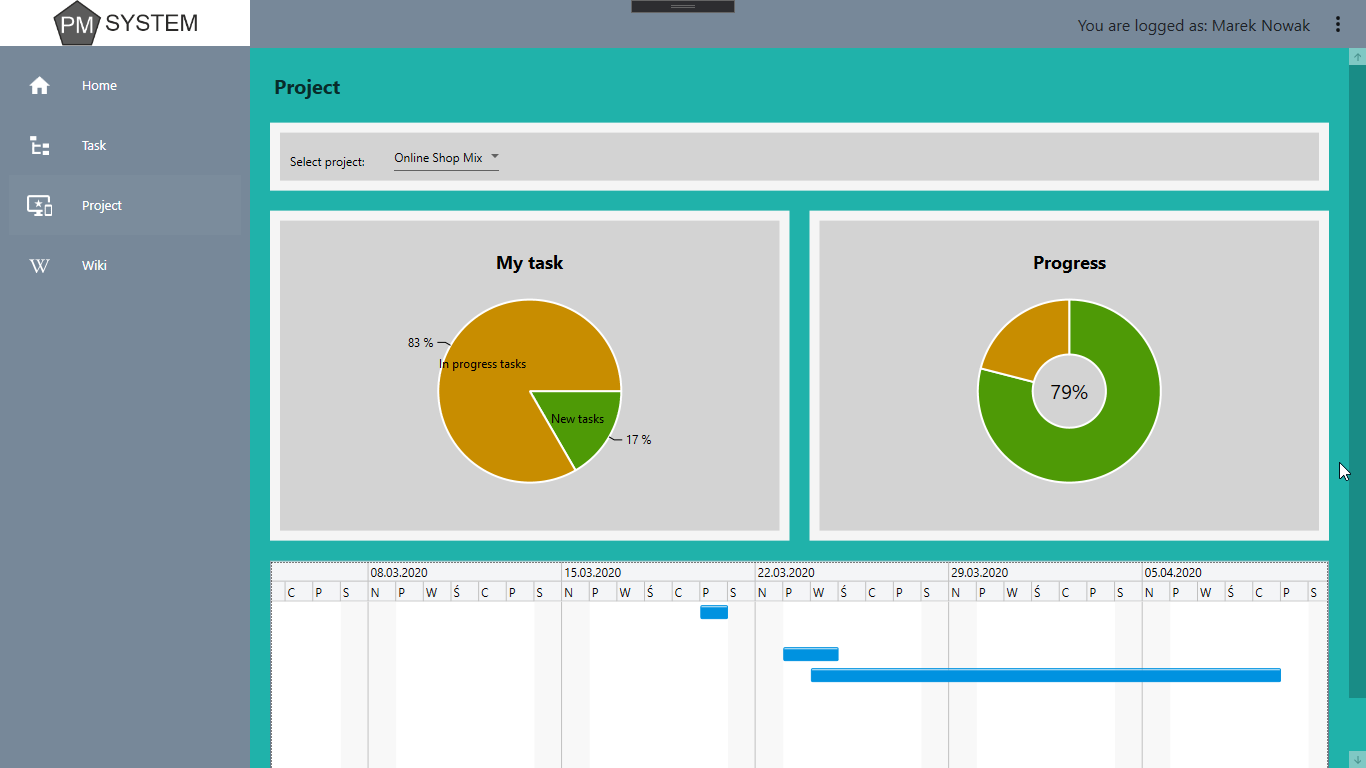 PM SYSTEM
You are logged as: Marek Nowak
Home
Task
Project
W Wiki
Project
Select project: Online Shop Mix
My task
83 %
In progress tasks
New tasks
17 %
Progress
79%
08.03.2020 15.03.2020 22.03.2020 29.03.2020 05.04.2020
C P S N P W Ś C P S N P W Ś C P S N P W Ś C P S N P W Ś C P S N P W Ś C P S